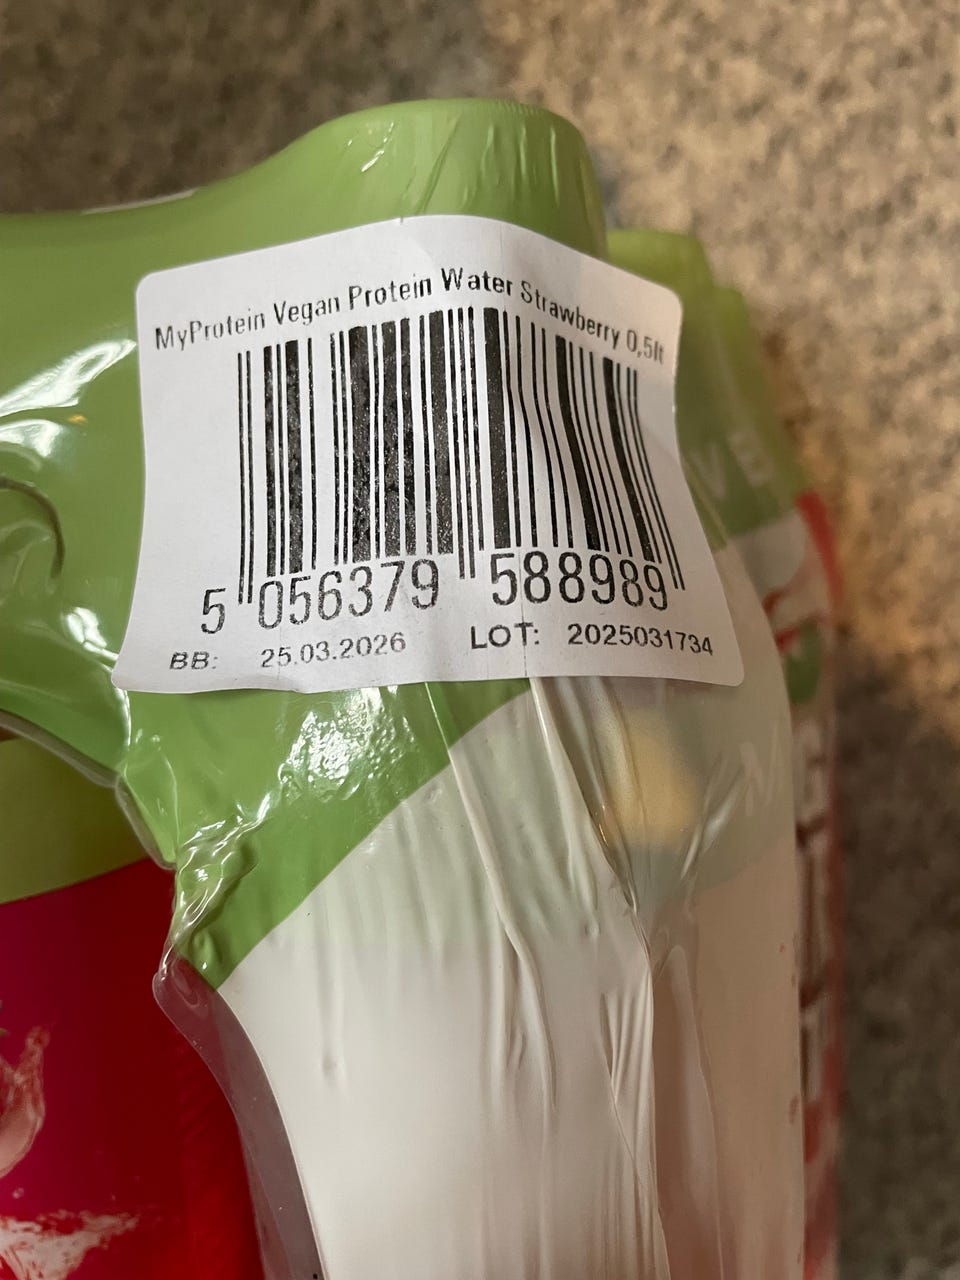 MyProtein Vegan Protein Water Strawberry 0,5lt
5 056379 588989
BB: 25.03.2026 LOT: 2025031734